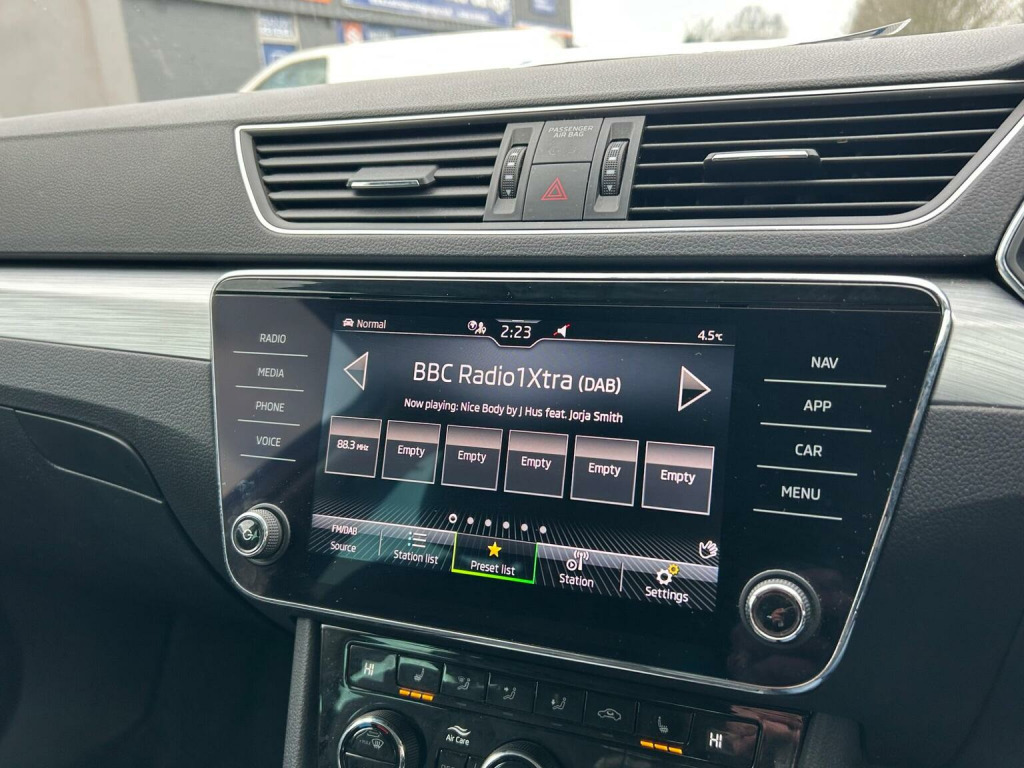 PASSENGER
AIR BAG
RADIO
MEDIA
PHONE
VOICE
Normal
2:23
4.5°C
BBC Radio1Xtra (DAB)
Now playing: Nice Body by J Hus feat. Jorja Smith
88.3 MHz
Empty
Empty
Empty
Empty
Empty
FM/DAB
Source
Station list
Preset list
Station
Settings
NAV
APP
CAR
MENU
HI
HI
MAX
Air Care